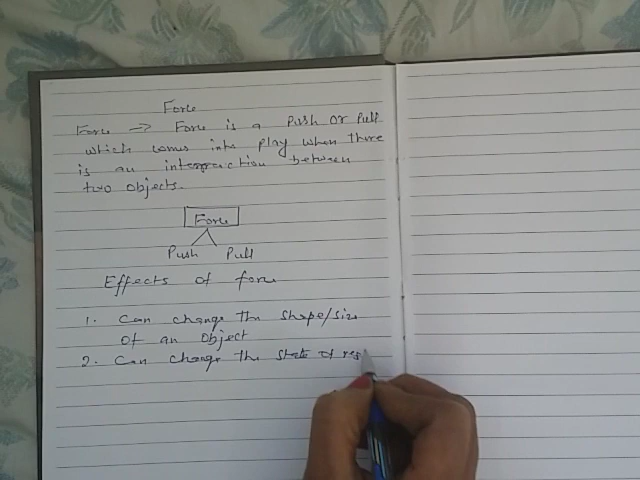 Force
Force → Force is a Push or Pull
which comes into play when there
is an interaction between
two objects.
Force
Push Pull
Effects of force
1. Can change the shape/size
of an object
2. Can change the state of res